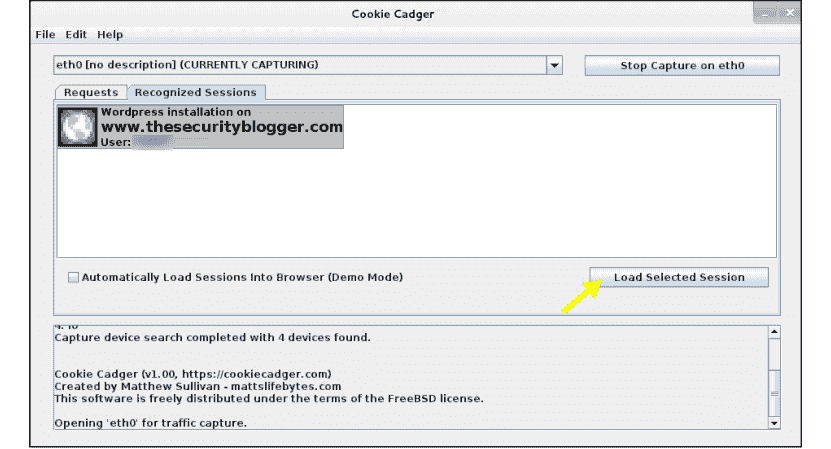 Cookie Cadger
File Edit Help
eth0 [no description] (CURRENTLY CAPTURING)
Stop Capture on eth0
Requests
Recognized Sessions
Wordpress installation on
www.thesecurityblogger.com
User:
Automatically Load Sessions Into Browser (Demo Mode)
Load Selected Session
Capture device search completed with 4 devices found.
Cookie Cadger (v1.00, https://cookiecadger.com)
Created by Matthew Sullivan - mattslifebytes.com
This software is freely distributed under the terms of the FreeBSD license.
Opening 'eth0' for traffic capture.